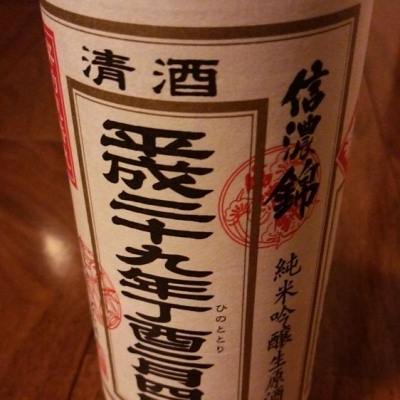 清酒
信濃錦
純米吟醸生原酒
平成二十九年丁酉二月四日
ひのととり